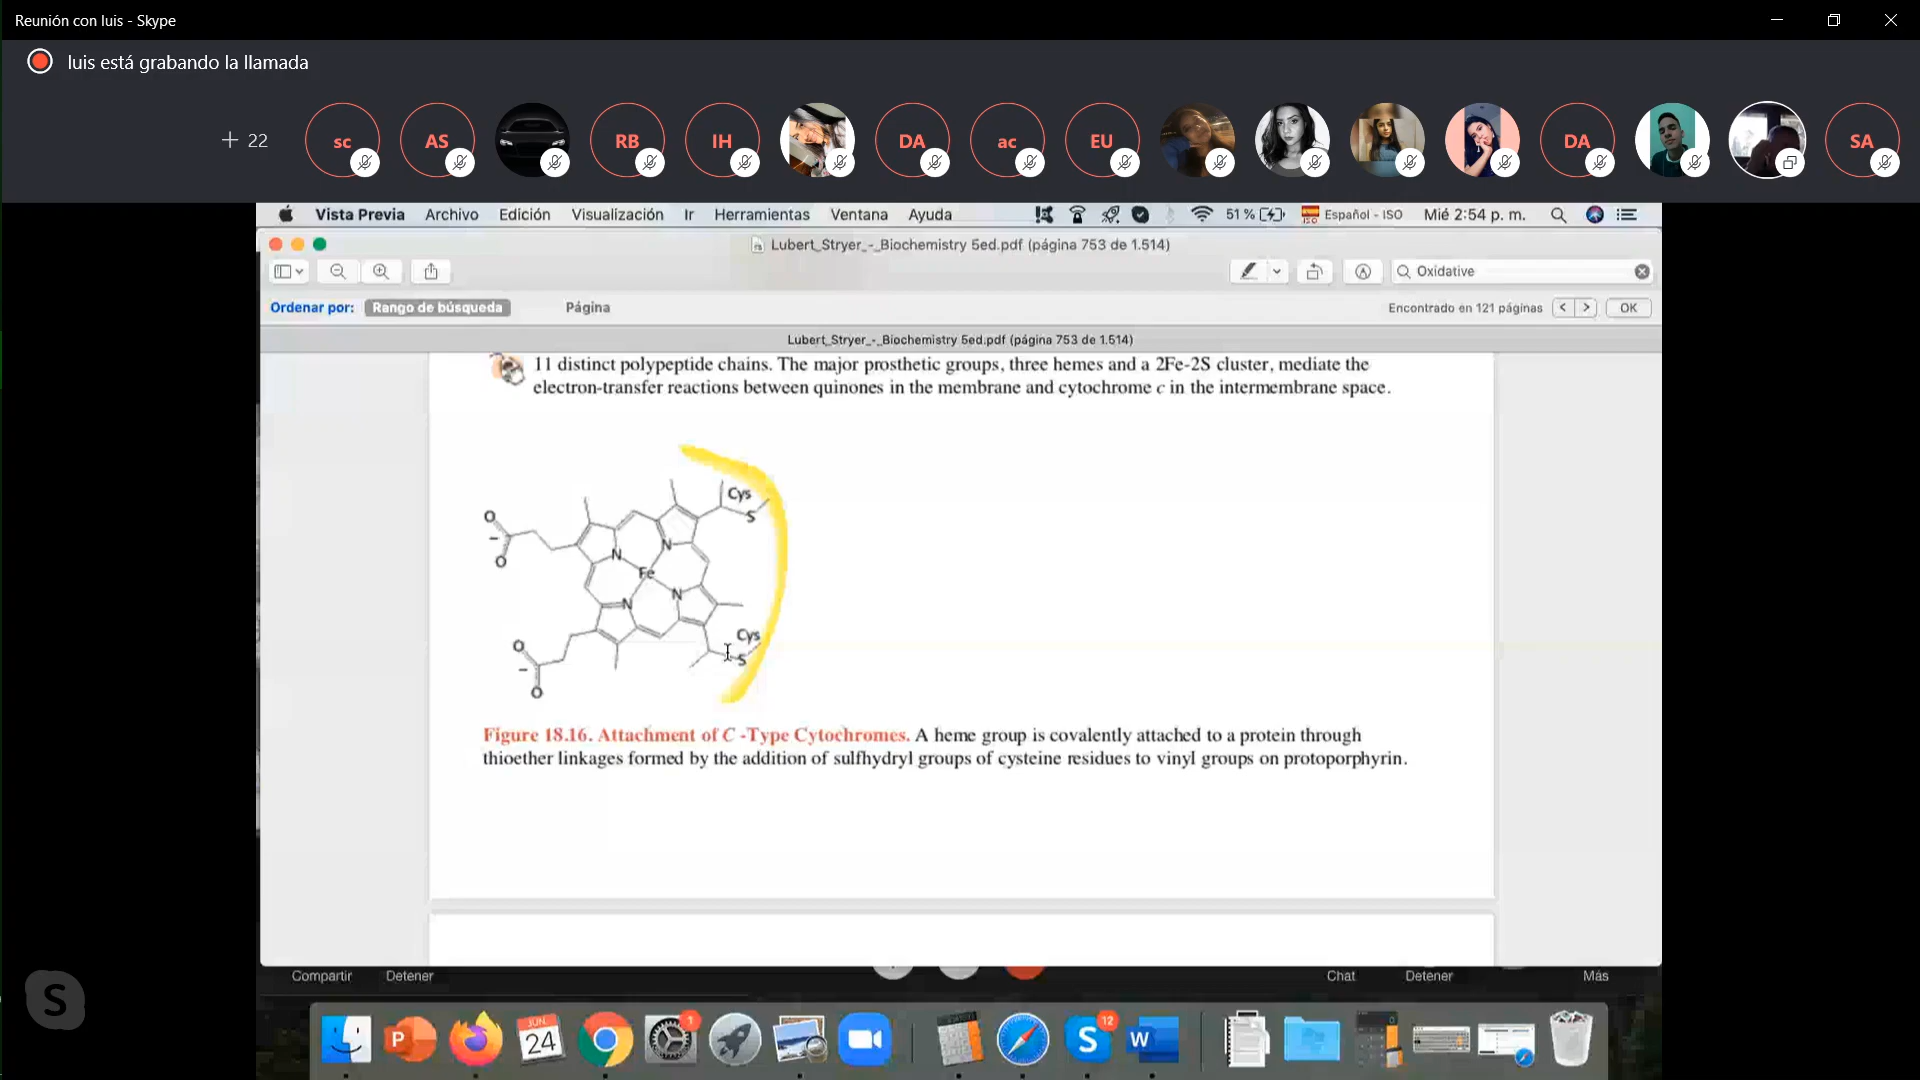 Reunión con luis - Skype
luis está grabando la llamada
+ 22
sc
AS
RB
IH
DA
ac
EU
DA
SA
Vista Previa Archivo Edición Visualización Ir Herramientas Ventana Ayuda 51 % ISO Español - ISO Mié 2:54 p. m.
Lubert_Stryer_-_Biochemistry 5ed.pdf (página 753 de 1.514)
Oxidative
Ordenar por: Rango de búsqueda Página Encontrado en 121 páginas < > OK
Lubert_Stryer_-_Biochemistry 5ed.pdf (página 753 de 1.514)
11 distinct polypeptide chains. The major prosthetic groups, three hemes and a 2Fe-2S cluster, mediate the
electron-transfer reactions between quinones in the membrane and cytochrome c in the intermembrane space.
Cys
S
O
-
O
N
N
Fe
N
N
Cys
S
O
-
O
Figure 18.16. Attachment of C -Type Cytochromes. A heme group is covalently attached to a protein through
thioether linkages formed by the addition of sulfhydryl groups of cysteine residues to vinyl groups on protoporphyrin.
Compartir Detener Chat Detener Más
S
P
JUN
24
1
S
12
W